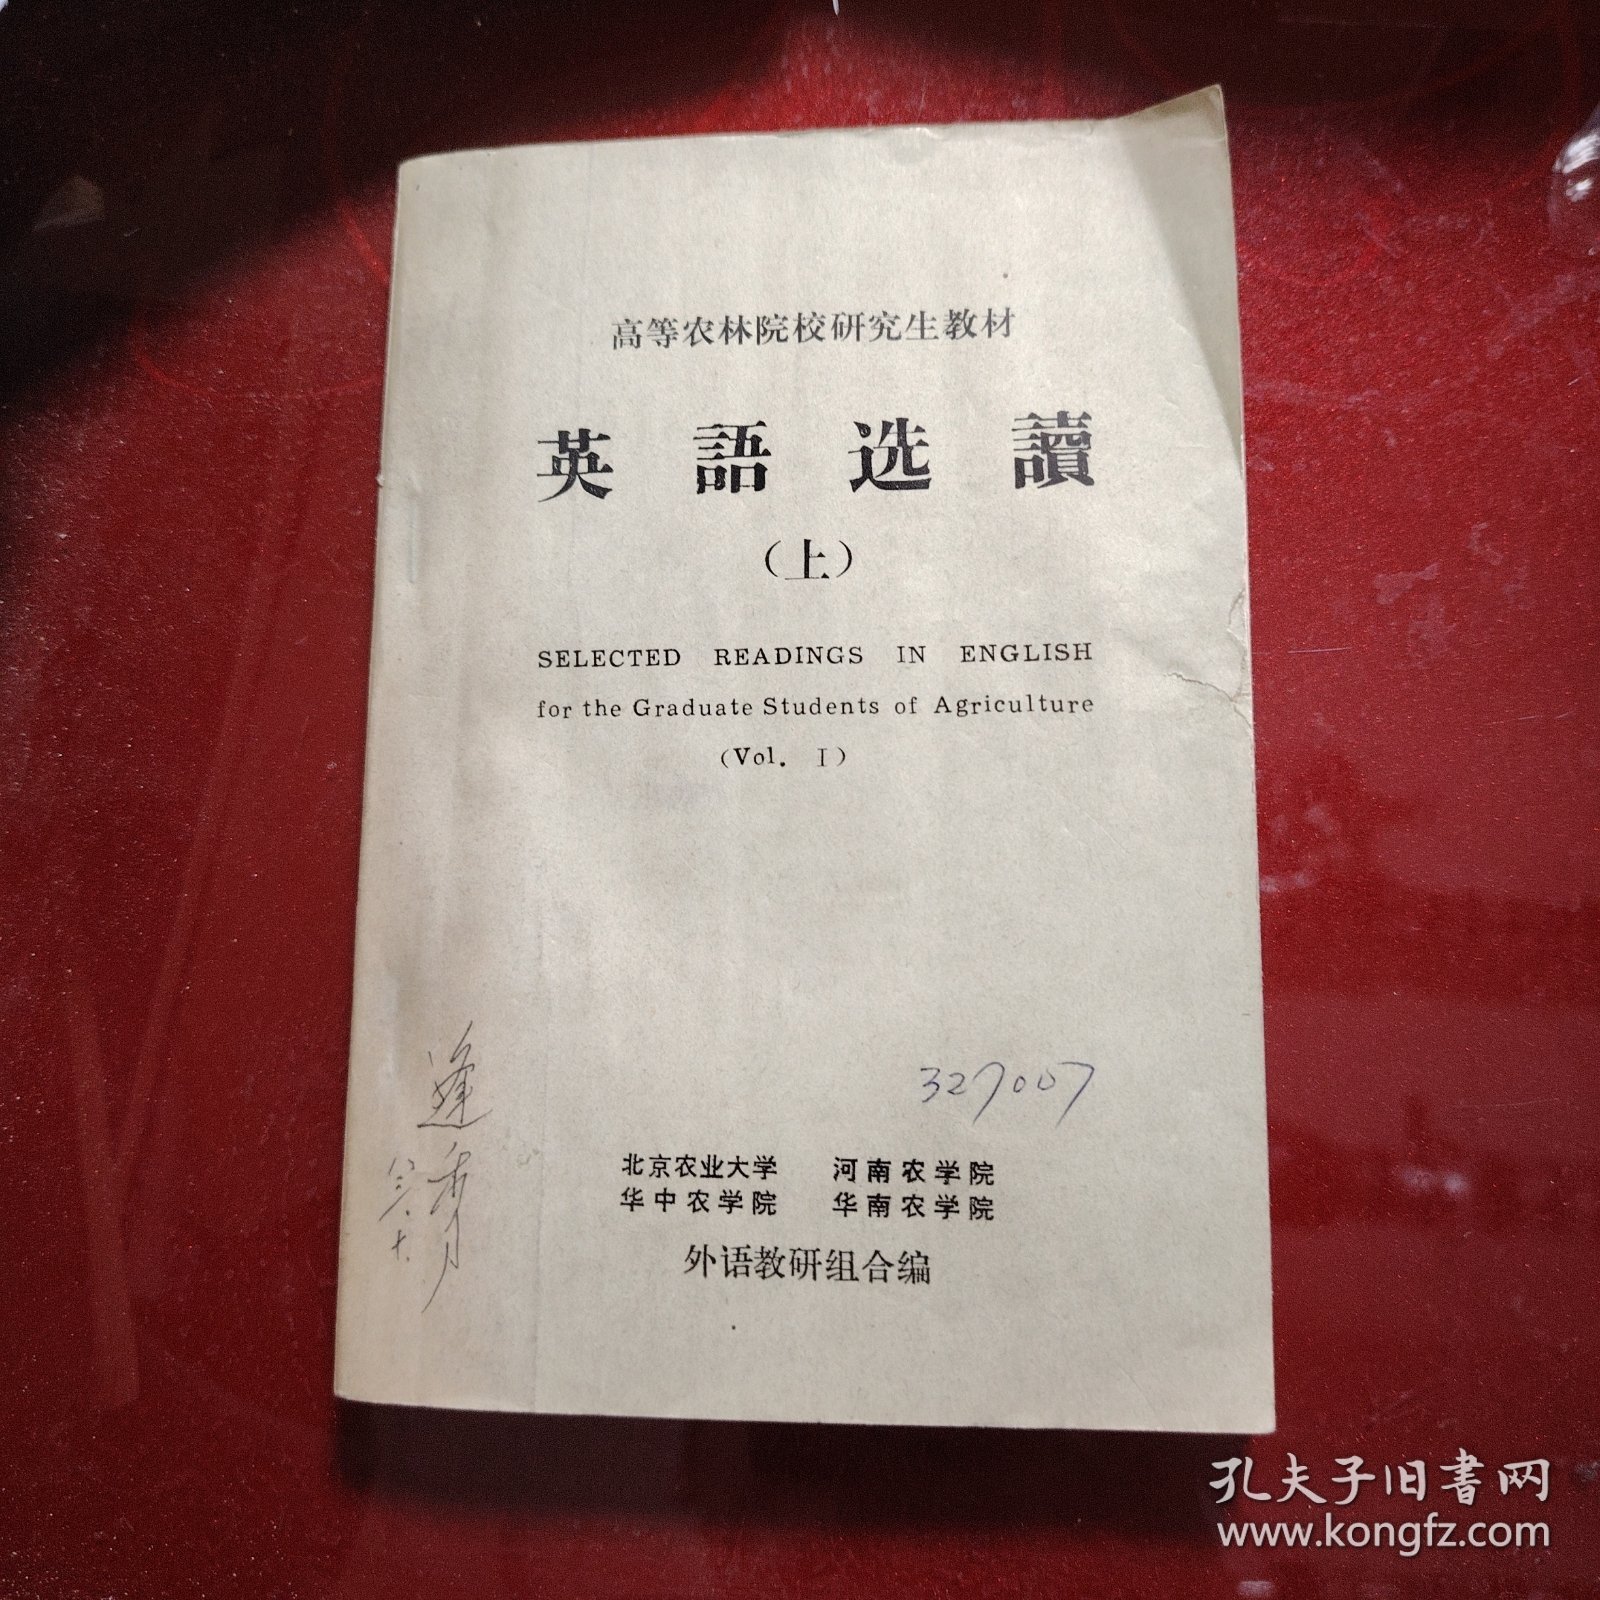 高等农林院校研究生教材
英語选讀
（上）
SELECTED READINGS IN ENGLISH
for the Graduate Students of Agriculture
(Vol. I)
327007
北京农业大学 河南农学院
华中农学院 华南农学院
外语教研组合编
孔夫子旧書网
www.kongfz.com